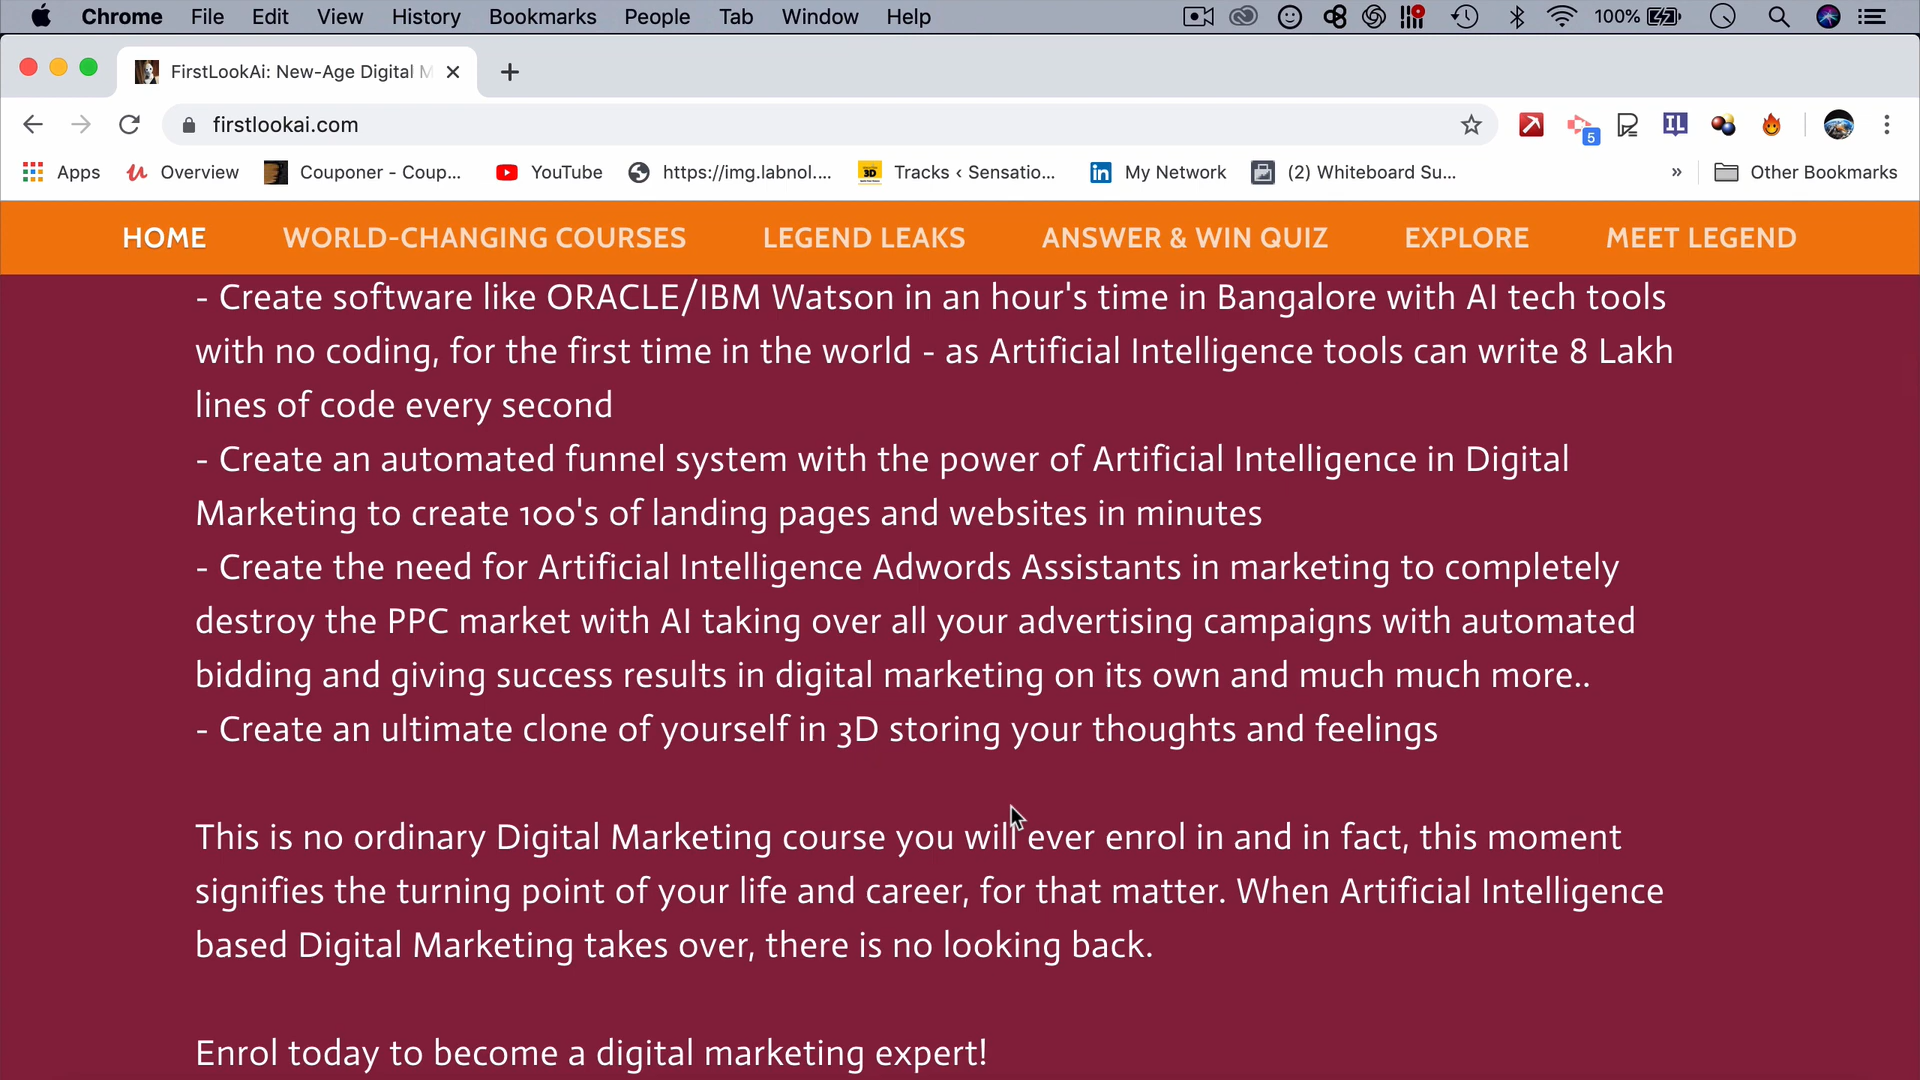 Chrome File Edit View History Bookmarks People Tab Window Help 100%
FirstLookAi: New-Age Digital M
firstlookai.com
5
Apps Overview Couponer - Coup... YouTube https://img.labnol.... Tracks ‹ Sensatio... My Network (2) Whiteboard Su... » Other Bookmarks
HOME WORLD-CHANGING COURSES LEGEND LEAKS ANSWER & WIN QUIZ EXPLORE MEET LEGEND
- Create software like ORACLE/IBM Watson in an hour's time in Bangalore with AI tech tools
with no coding, for the first time in the world - as Artificial Intelligence tools can write 8 Lakh
lines of code every second
- Create an automated funnel system with the power of Artificial Intelligence in Digital
Marketing to create 100's of landing pages and websites in minutes
- Create the need for Artificial Intelligence Adwords Assistants in marketing to completely
destroy the PPC market with AI taking over all your advertising campaigns with automated
bidding and giving success results in digital marketing on its own and much much more..
- Create an ultimate clone of yourself in 3D storing your thoughts and feelings
This is no ordinary Digital Marketing course you will ever enrol in and in fact, this moment
signifies the turning point of your life and career, for that matter. When Artificial Intelligence
based Digital Marketing takes over, there is no looking back.
Enrol today to become a digital marketing expert!